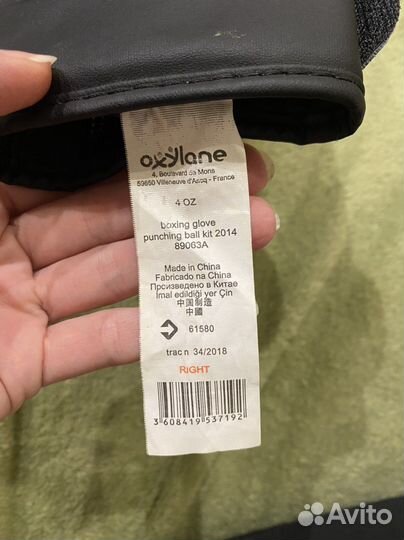 oxylane
4, Boulevard de Mons
59650 Villeneuve d'Ascq - France
4 OZ
boxing glove
punching ball kit 2014
89063A
Made in China
Fabricado na China
Произведено в Китае
İmal edildiği yer Çin
中国制造
中國
61580
trac n 34/2018
RIGHT
3 608419 537192
Avito